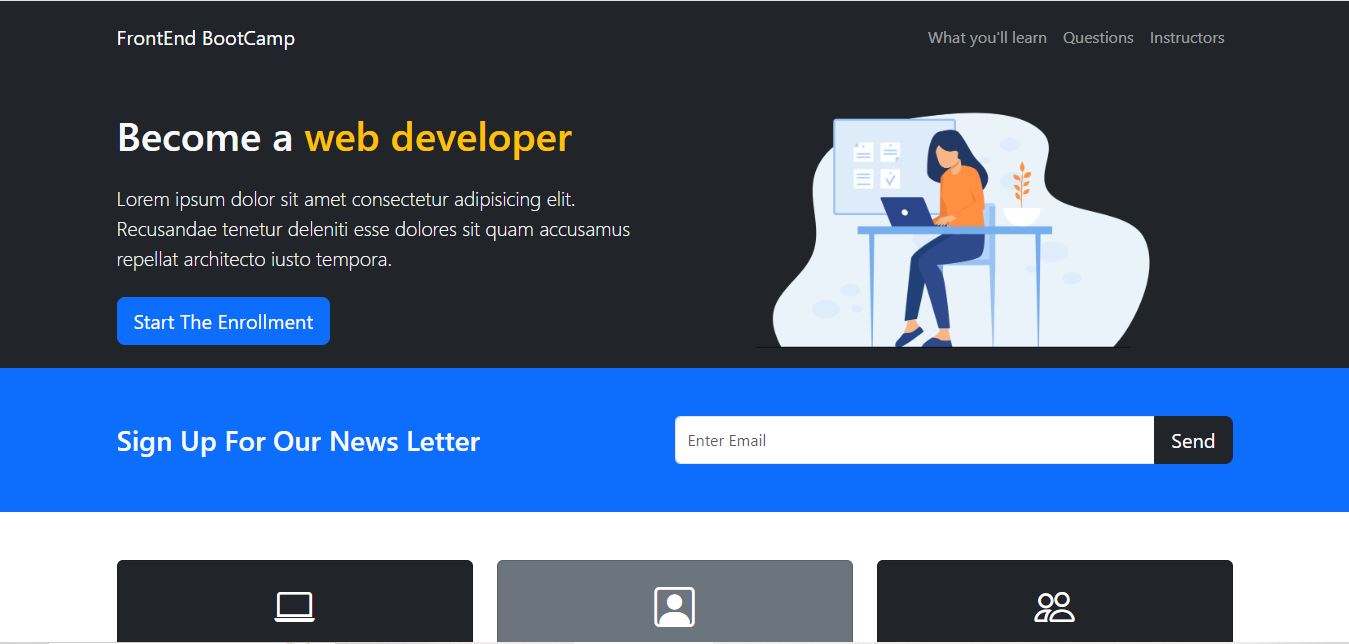 FrontEnd BootCamp
What you'll learn Questions Instructors
Become a web developer
Lorem ipsum dolor sit amet consectetur adipisicing elit.
Recusandae tenetur deleniti esse dolores sit quam accusamus
repellat architecto iusto tempora.
Start The Enrollment
Sign Up For Our News Letter
Enter Email
Send